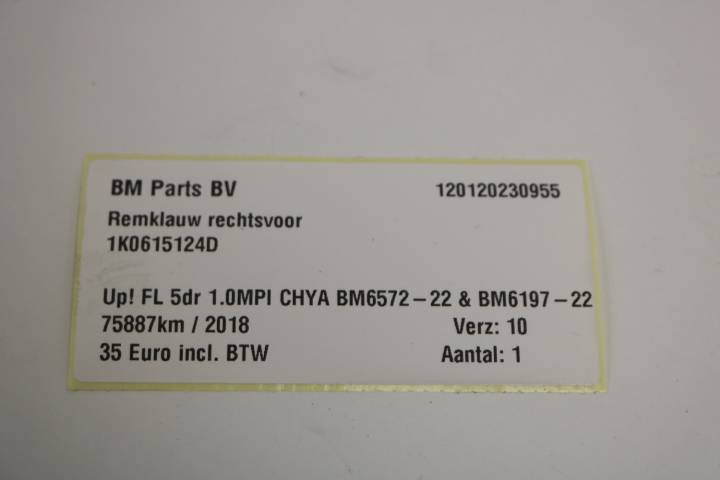 BM Parts BV 120120230955
Remklauw rechtsvoor
1K0615124D
Up! FL 5dr 1.0MPI CHYA BM6572-22 & BM6197-22
75887km / 2018 Verz: 10
35 Euro incl. BTW Aantal: 1